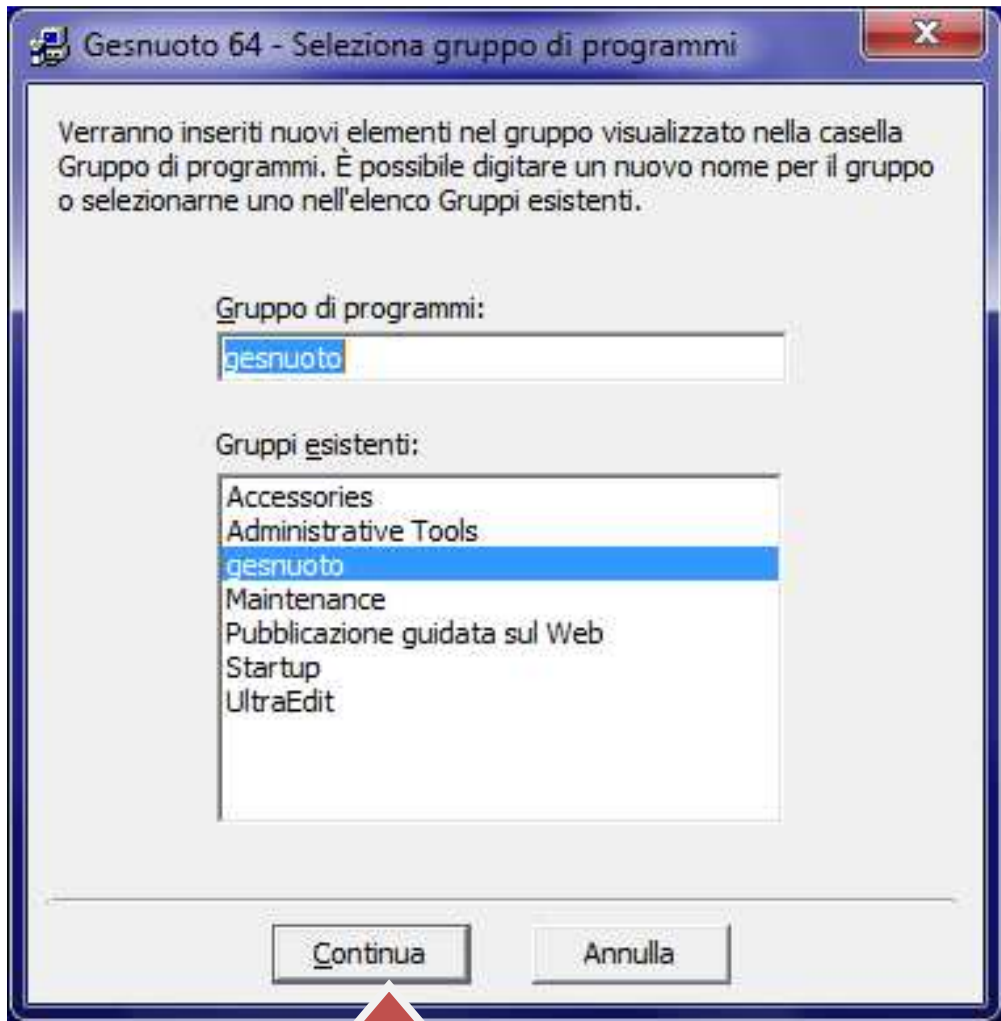 Gesnuoto 64 - Seleziona gruppo di programmi
Verranno inseriti nuovi elementi nel gruppo visualizzato nella casella
Gruppo di programmi. È possibile digitare un nuovo nome per il gruppo
o selezionarne uno nell'elenco Gruppi esistenti.
Gruppo di programmi:
gesnuoto
Gruppi esistenti:
Accessories
Administrative Tools
gesnuoto
Maintenance
Pubblicazione guidata sul Web
Startup
UltraEdit
Continua
Annulla